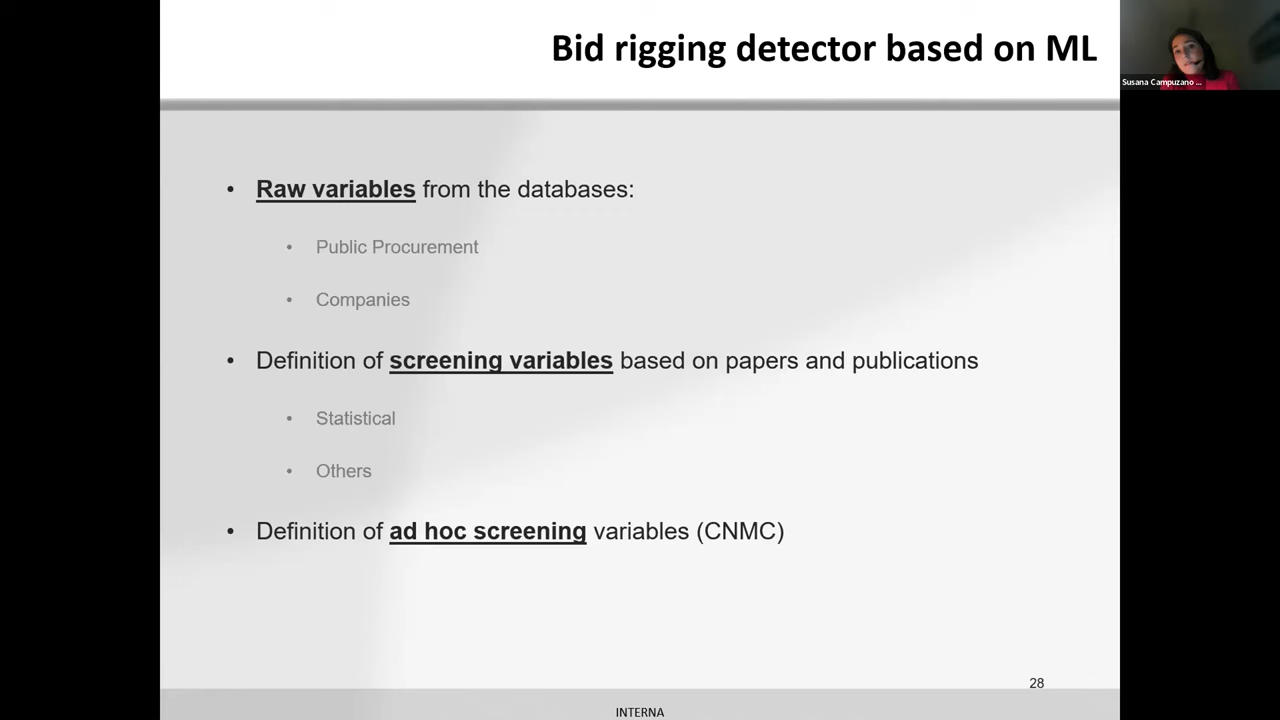 Bid rigging detector based on ML
Susana Campuzano ...
• Raw variables from the databases:
• Public Procurement
• Companies
• Definition of screening variables based on papers and publications
• Statistical
• Others
• Definition of ad hoc screening variables (CNMC)
28
INTERNA